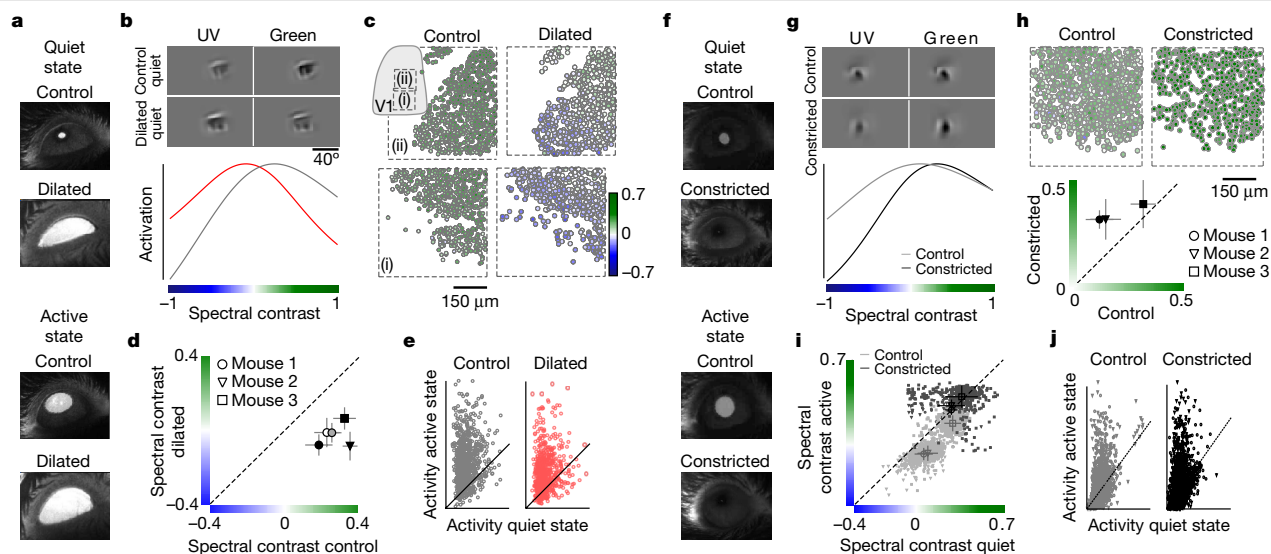 a
Quiet
state
Control
Dilated
Active
state
Control
Dilated
b
UV
Green
Control
quiet
Dilated
quiet
40°
Activation
−1
1
Spectral contrast
c
Control
Dilated
V1
(ii)
(i)
(ii)
(i)
0.7
0
−0.7
150 μm
d
0.4
Mouse 1
Mouse 2
Mouse 3
Spectral contrast
dilated
−0.4
−0.4
0
0.4
Spectral contrast control
e
Control
Dilated
Activity active state
Activity quiet state
f
Quiet
state
Control
Constricted
Active
state
Control
Constricted
g
UV
Green
Control
Constricted
Control
Constricted
−1
1
Spectral contrast
h
Control
Constricted
150 μm
0.5
Constricted
Mouse 1
Mouse 2
Mouse 3
0
0
0.5
Control
i
0.7
Control
Constricted
Spectral
contrast active
−0.4
0
0.7
Spectral contrast quiet
j
Control
Constricted
Activity active state
Activity quiet state